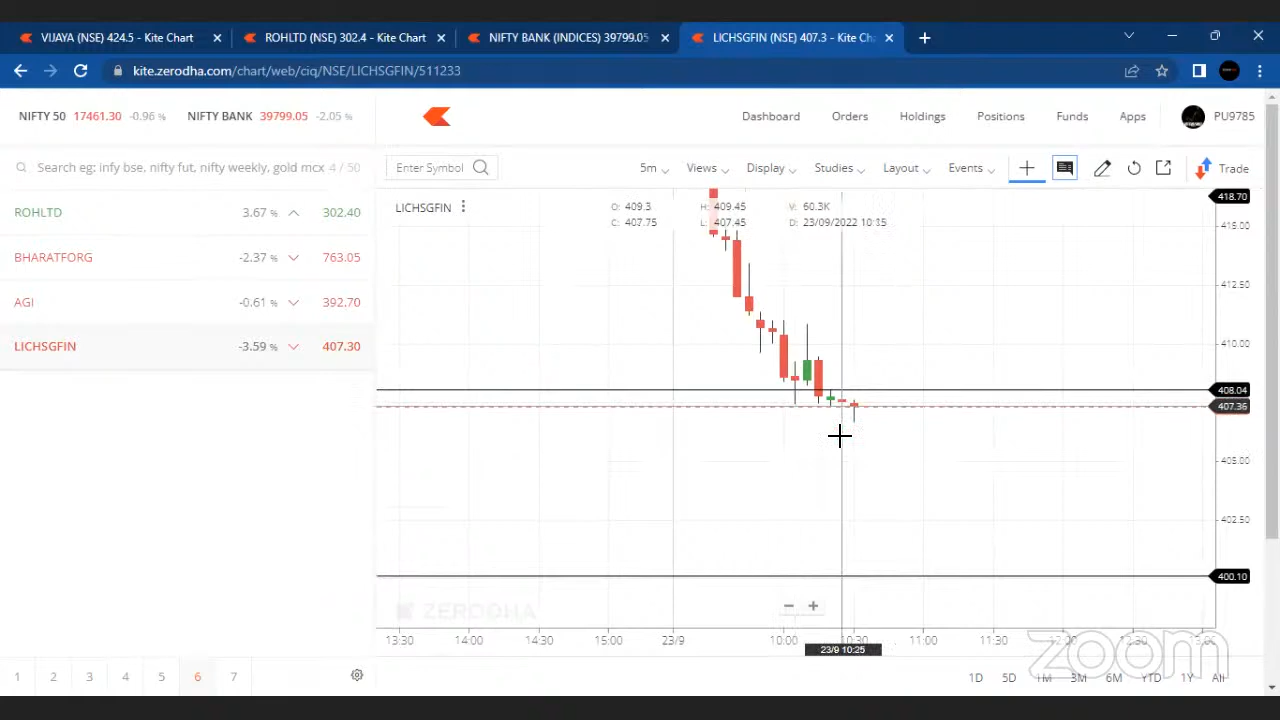 VIJAYA (NSE) 424.5 - Kite Chart
ROHLTD (NSE) 302.4 - Kite Chart
NIFTY BANK (INDICES) 39799.05
LICHSGFIN (NSE) 407.3 - Kite Cha
kite.zerodha.com/chart/web/ciq/NSE/LICHSGFIN/511233
NIFTY 50 17461.30 -0.96 % NIFTY BANK 39799.05 -2.05 %
Dashboard Orders Holdings Positions Funds Apps PU9785
Search eg: infy bse, nifty fut, nifty weekly, gold mcx 4 / 50
Enter Symbol 5m Views Display Studies Layout Events Trade
ROHLTD 3.67 % 302.40
BHARATFORG -2.37 % 763.05
AGI -0.61 % 392.70
LICHSGFIN -3.59 % 407.30
LICHSGFIN
O: 409.3 H: 409.45 V: 60.3K
C: 407.75 L: 407.45 D: 23/09/2022 10:15
418.70
415.00
412.50
410.00
408.04
407.36
405.00
402.50
400.10
ZERODHA
13:30 14:00 14:30 15:00 23/9 10:00 10:30 11:00 11:30 12:00 13:00
23/9 10:25
zoom
1 2 3 4 5 6 7
1D 5D 1M 3M 6M YTD 1Y All